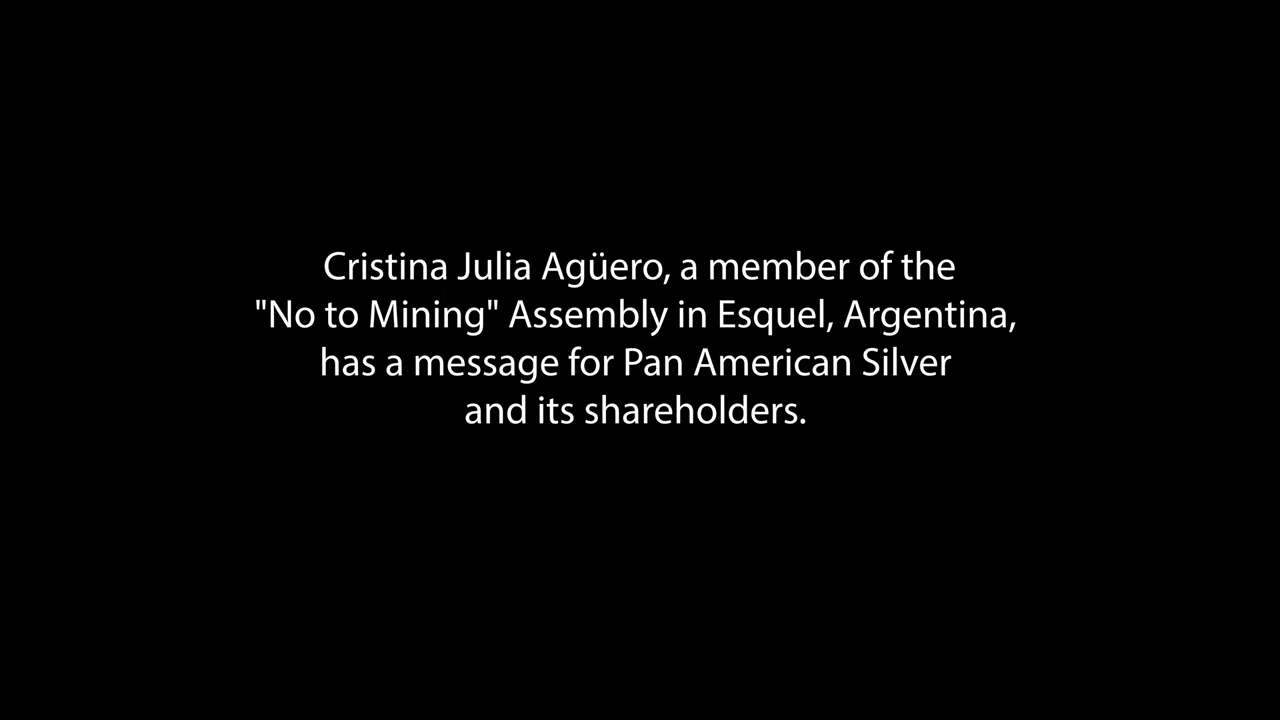 Cristina Julia Agüero, a member of the
"No to Mining" Assembly in Esquel, Argentina,
has a message for Pan American Silver
and its shareholders.